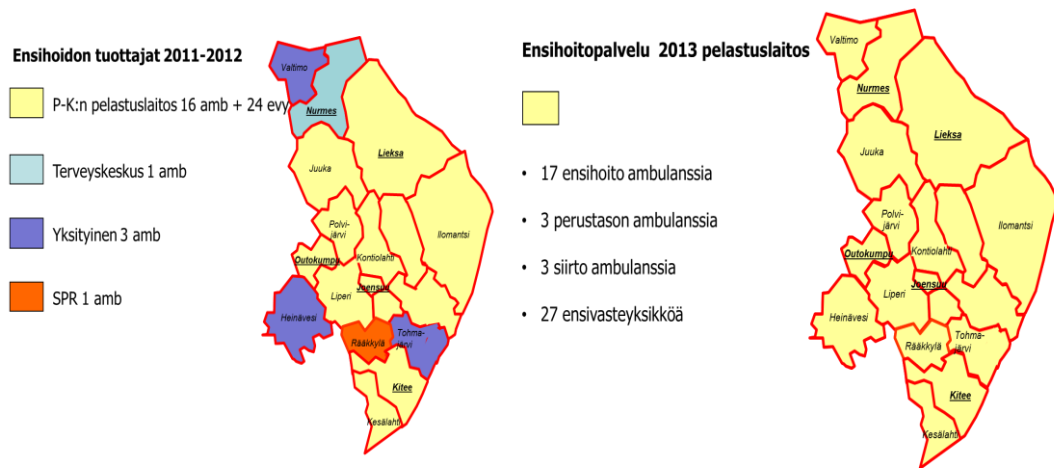 Ensihoidon tuottajat 2011-2012
P-K:n pelastuslaitos 16 amb + 24 evy
Terveyskeskus 1 amb
Yksityinen 3 amb
SPR 1 amb
Valtimo
Nurmes
Lieksa
Juuka
Polvi-
järvi
Ilomantsi
Outokumpu
Kontiolahti
Joensuu
Liperi
Heinävesi
Rääkkylä
Tohma-
järvi
Kitee
Kesälahti
Ensihoitopalvelu 2013 pelastuslaitos
• 17 ensihoito ambulanssia
• 3 perustason ambulanssia
• 3 siirto ambulanssia
• 27 ensivasteyksikköä
Valtimo
Nurmes
Lieksa
Juuka
Polvi-
järvi
Ilomantsi
Outokumpu
Kontiolahti
Joensuu
Liperi
Heinävesi
Rääkkylä
Tohma-
järvi
Kitee
Kesälahti